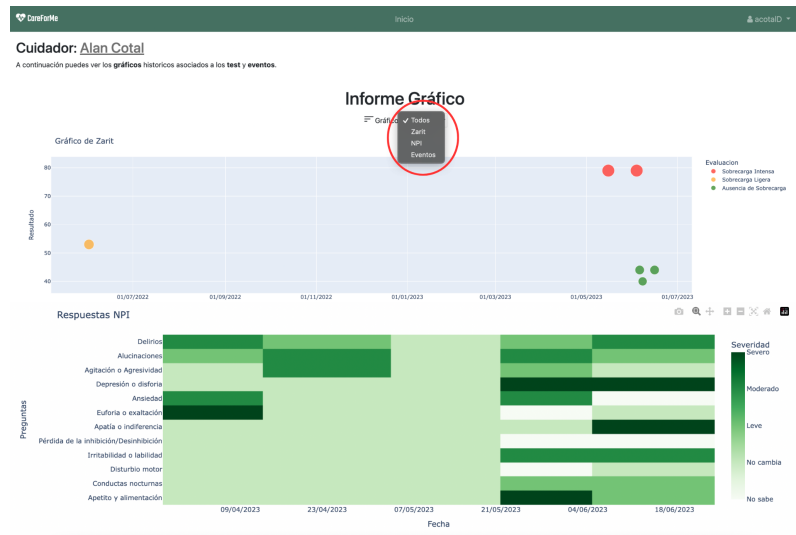 CareForMe
Inicio
acotalD
Cuidador: Alan Cotal
A continuación puedes ver los gráficos historicos asociados a los test y eventos.
Informe Gráfico
Gráfico
✓ Todos
Zarit
NPI
Eventos
Gráfico de Zarit
Resultado
80
70
60
50
40
01/07/2022
01/09/2022
01/11/2022
01/01/2023
01/03/2023
01/05/2023
01/07/2023
Evaluacion
Sobrecarga Intensa
Sobrecarga Ligera
Ausencia de Sobrecarga
Respuestas NPI
Preguntas
Delirios
Alucinaciones
Agitación o Agresividad
Depresión o disforia
Ansiedad
Euforia o exaltación
Apatía o indiferencia
Pérdida de la inhibición/Desinhibición
Irritabilidad o labilidad
Disturbio motor
Conductas nocturnas
Apetito y alimentación
09/04/2023
23/04/2023
07/05/2023
21/05/2023
04/06/2023
18/06/2023
Fecha
Severidad
Severo
Moderado
Leve
No cambia
No sabe